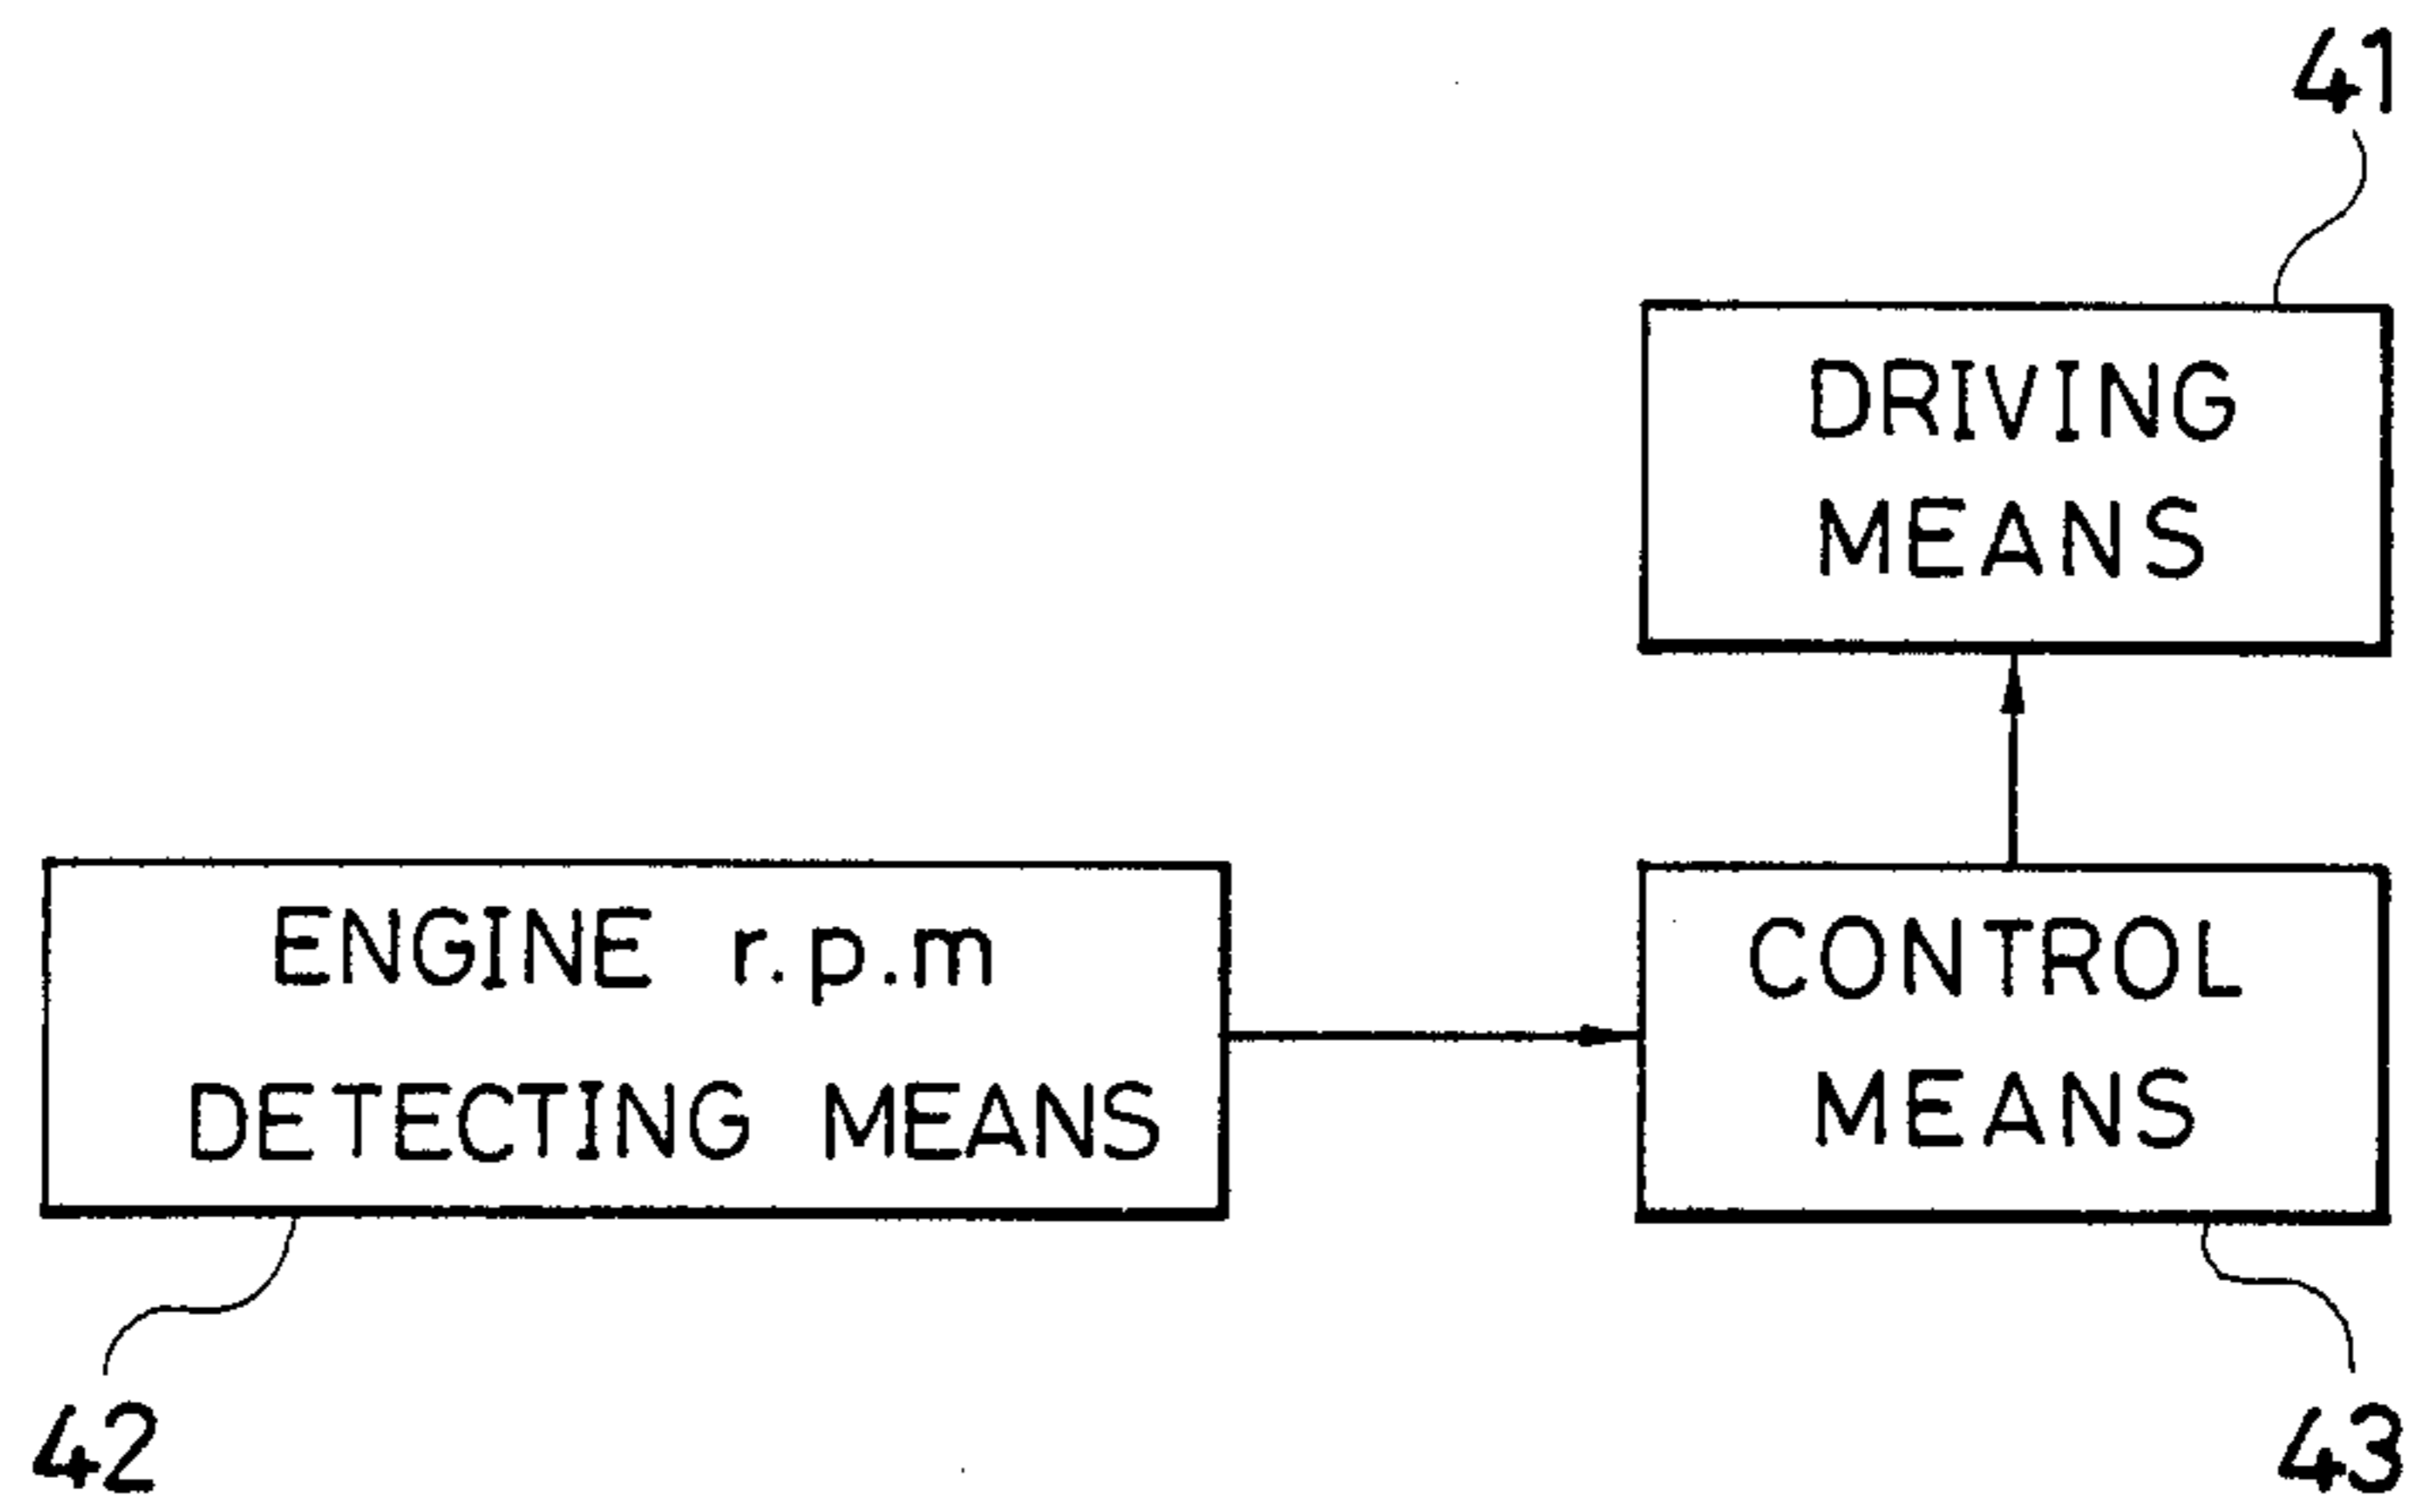 41
DRIVING
MEANS
ENGINE r.p.m
DETECTING MEANS
CONTROL
MEANS
42
43